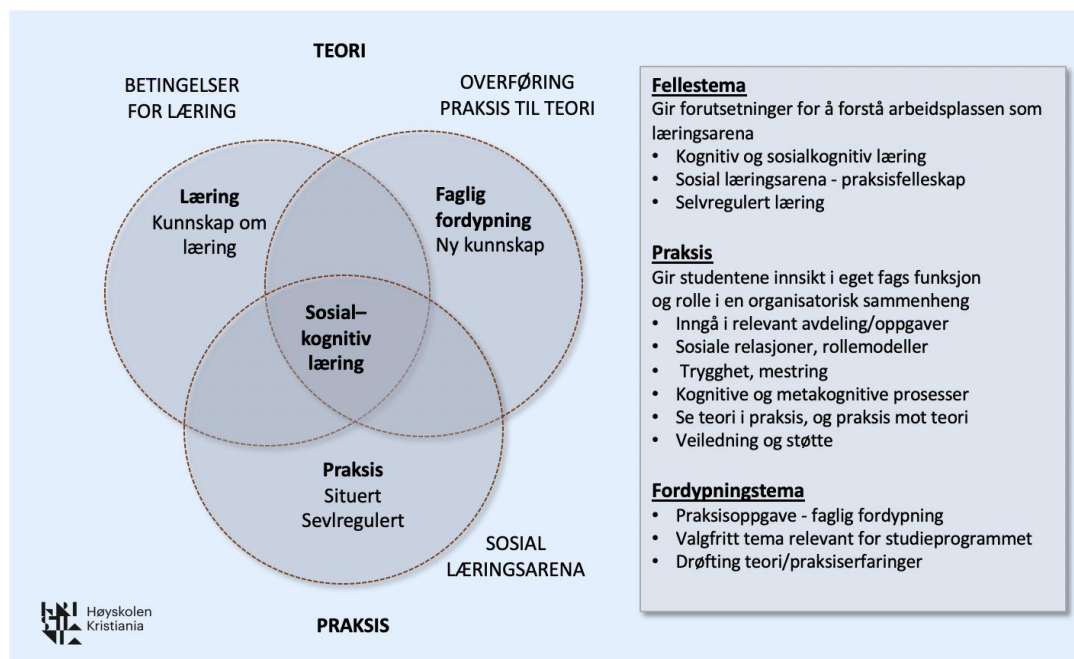 TEORI
BETINGELSER
FOR LÆRING
OVERFØRING
PRAKSIS TIL TEORI
Læring
Kunnskap om
læring
Faglig
fordypning
Ny kunnskap
Sosial–
kognitiv
læring
Praksis
Situert
Sevlregulert
SOSIAL
LÆRINGSARENA
PRAKSIS
Høyskolen
Kristiania
Fellestema
Gir forutsetninger for å forstå arbeidsplassen som
læringsarena
• Kognitiv og sosialkognitiv læring
• Sosial læringsarena - praksisfelleskap
• Selvregulert læring
Praksis
Gir studentene innsikt i eget fags funksjon
og rolle i en organisatorisk sammenheng
• Inngå i relevant avdeling/oppgaver
• Sosiale relasjoner, rollemodeller
• Trygghet, mestring
• Kognitive og metakognitive prosesser
• Se teori i praksis, og praksis mot teori
• Veiledning og støtte
Fordypningstema
• Praksisoppgave - faglig fordypning
• Valgfritt tema relevant for studieprogrammet
• Drøfting teori/praksiserfaringer